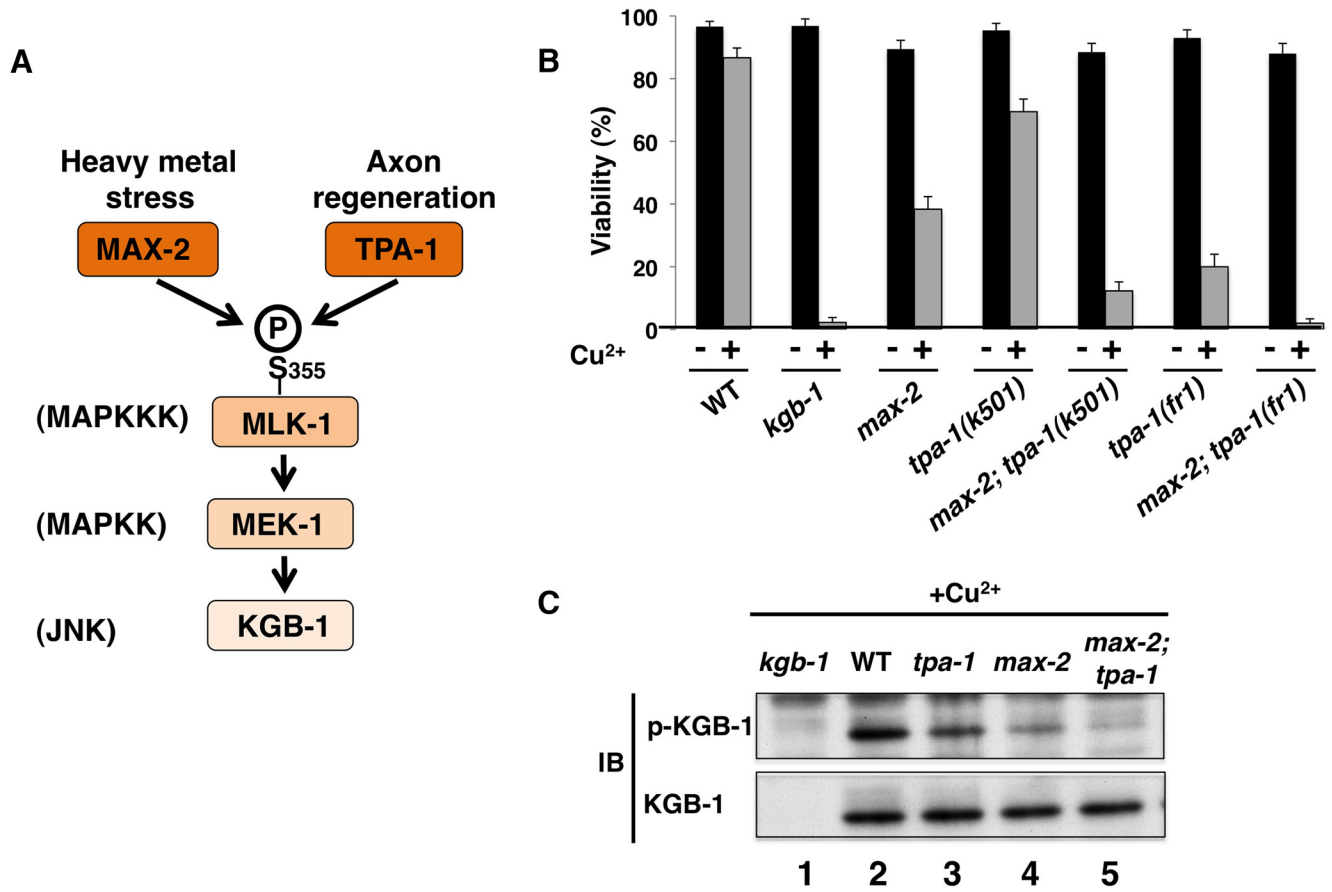 A
Heavy metal
stress
Axon
regeneration
MAX-2
TPA-1
P
S355
(MAPKKK)
MLK-1
(MAPKK)
MEK-1
(JNK)
KGB-1
B
Viability (%)
100
80
60
40
20
0
Cu2+
- + - + - + - + - + - + - +
WT
kgb-1
max-2
tpa-1(k501)
max-2; tpa-1(k501)
tpa-1(fr1)
max-2; tpa-1(fr1)
C
+Cu2+
kgb-1 WT tpa-1 max-2 max-2;
tpa-1
IB
p-KGB-1
KGB-1
1 2 3 4 5